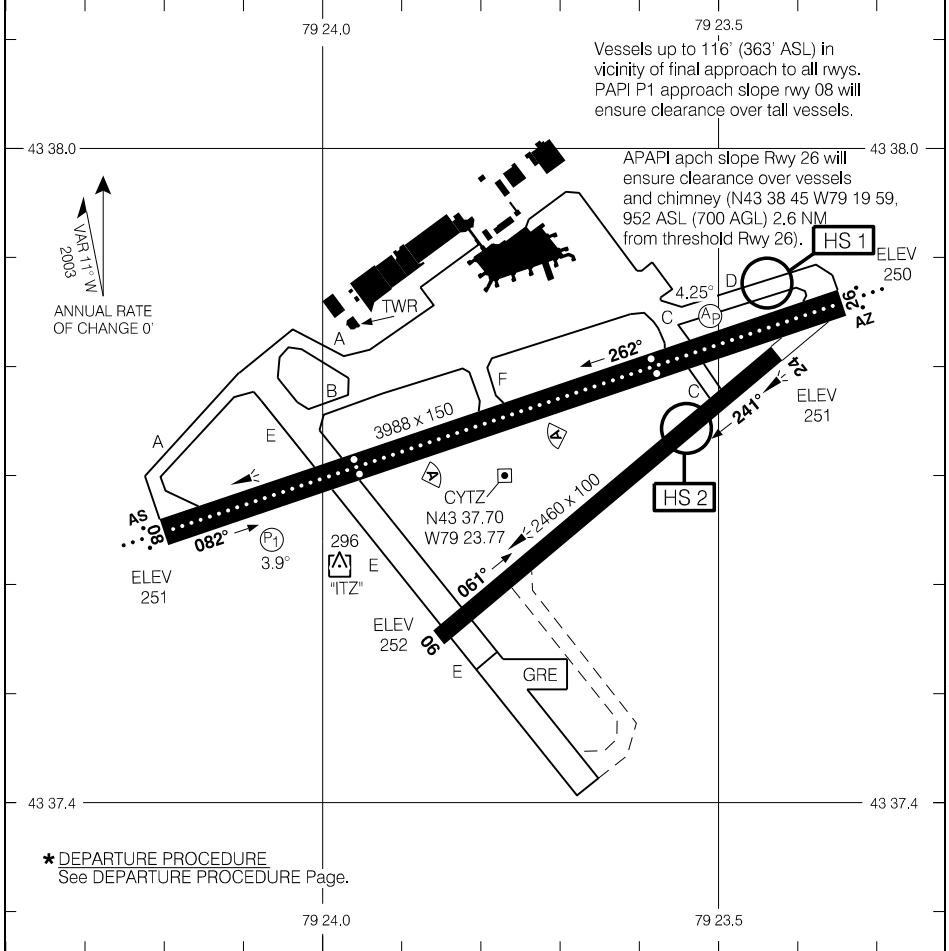 79 24.0
79 23.5
Vessels up to 116' (363' ASL) in
vicinity of final approach to all rwys.
PAPI P1 approach slope rwy 08 will
ensure clearance over tall vessels.
43 38.0
43 38.0
APAPI apch slope Rwy 26 will
ensure clearance over vessels
and chimney (N43 38 45 W79 19 59,
952 ASL (700 AGL) 2.6 NM
from threshold Rwy 26).
VAR 11° W
2003
ANNUAL RATE
OF CHANGE 0'
HS 1
ELEV
250
D
4.25°
AP
26
AZ
TWR
A
C
262°
24
F
B
C
ELEV
251
3988 x 150
241°
A
E
A
A
HS 2
CYTZ
N43 37.70
W79 23.77
AS
08
082°
P1
3.9°
2460 x 100
296
E
"ITZ"
061°
ELEV
251
ELEV
252
06
E
GRE
43 37.4
43 37.4
* DEPARTURE PROCEDURE
See DEPARTURE PROCEDURE Page.
79 24.0
79 23.5